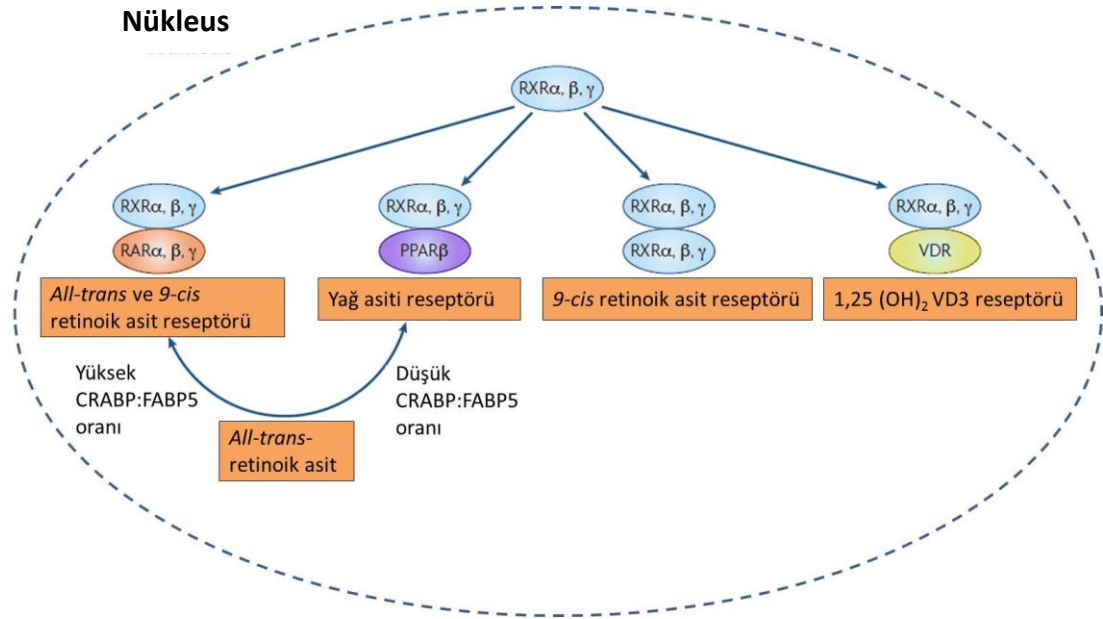 Nükleus
RXRα, β, γ
RXRα, β, γ
RARα, β, γ
All-trans ve 9-cis
retinoik asit reseptörü
RXRα, β, γ
PPARβ
Yağ asiti reseptörü
RXRα, β, γ
RXRα, β, γ
9-cis retinoik asit reseptörü
RXRα, β, γ
VDR
1,25 (OH)₂ VD3 reseptörü
Yüksek
CRABP:FABP5
oranı
Düşük
CRABP:FABP5
oranı
All-trans-
retinoik asit